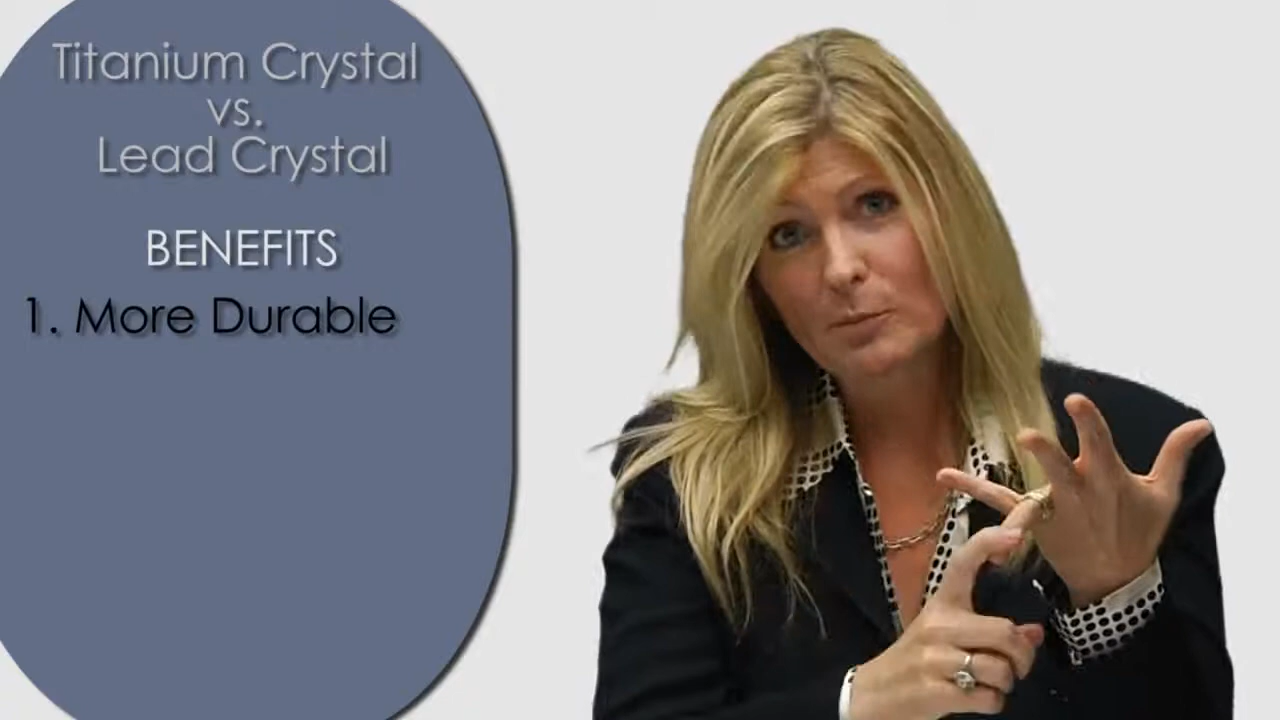 Titanium Crystal
vs.
Lead Crystal
BENEFITS
1. More Durable